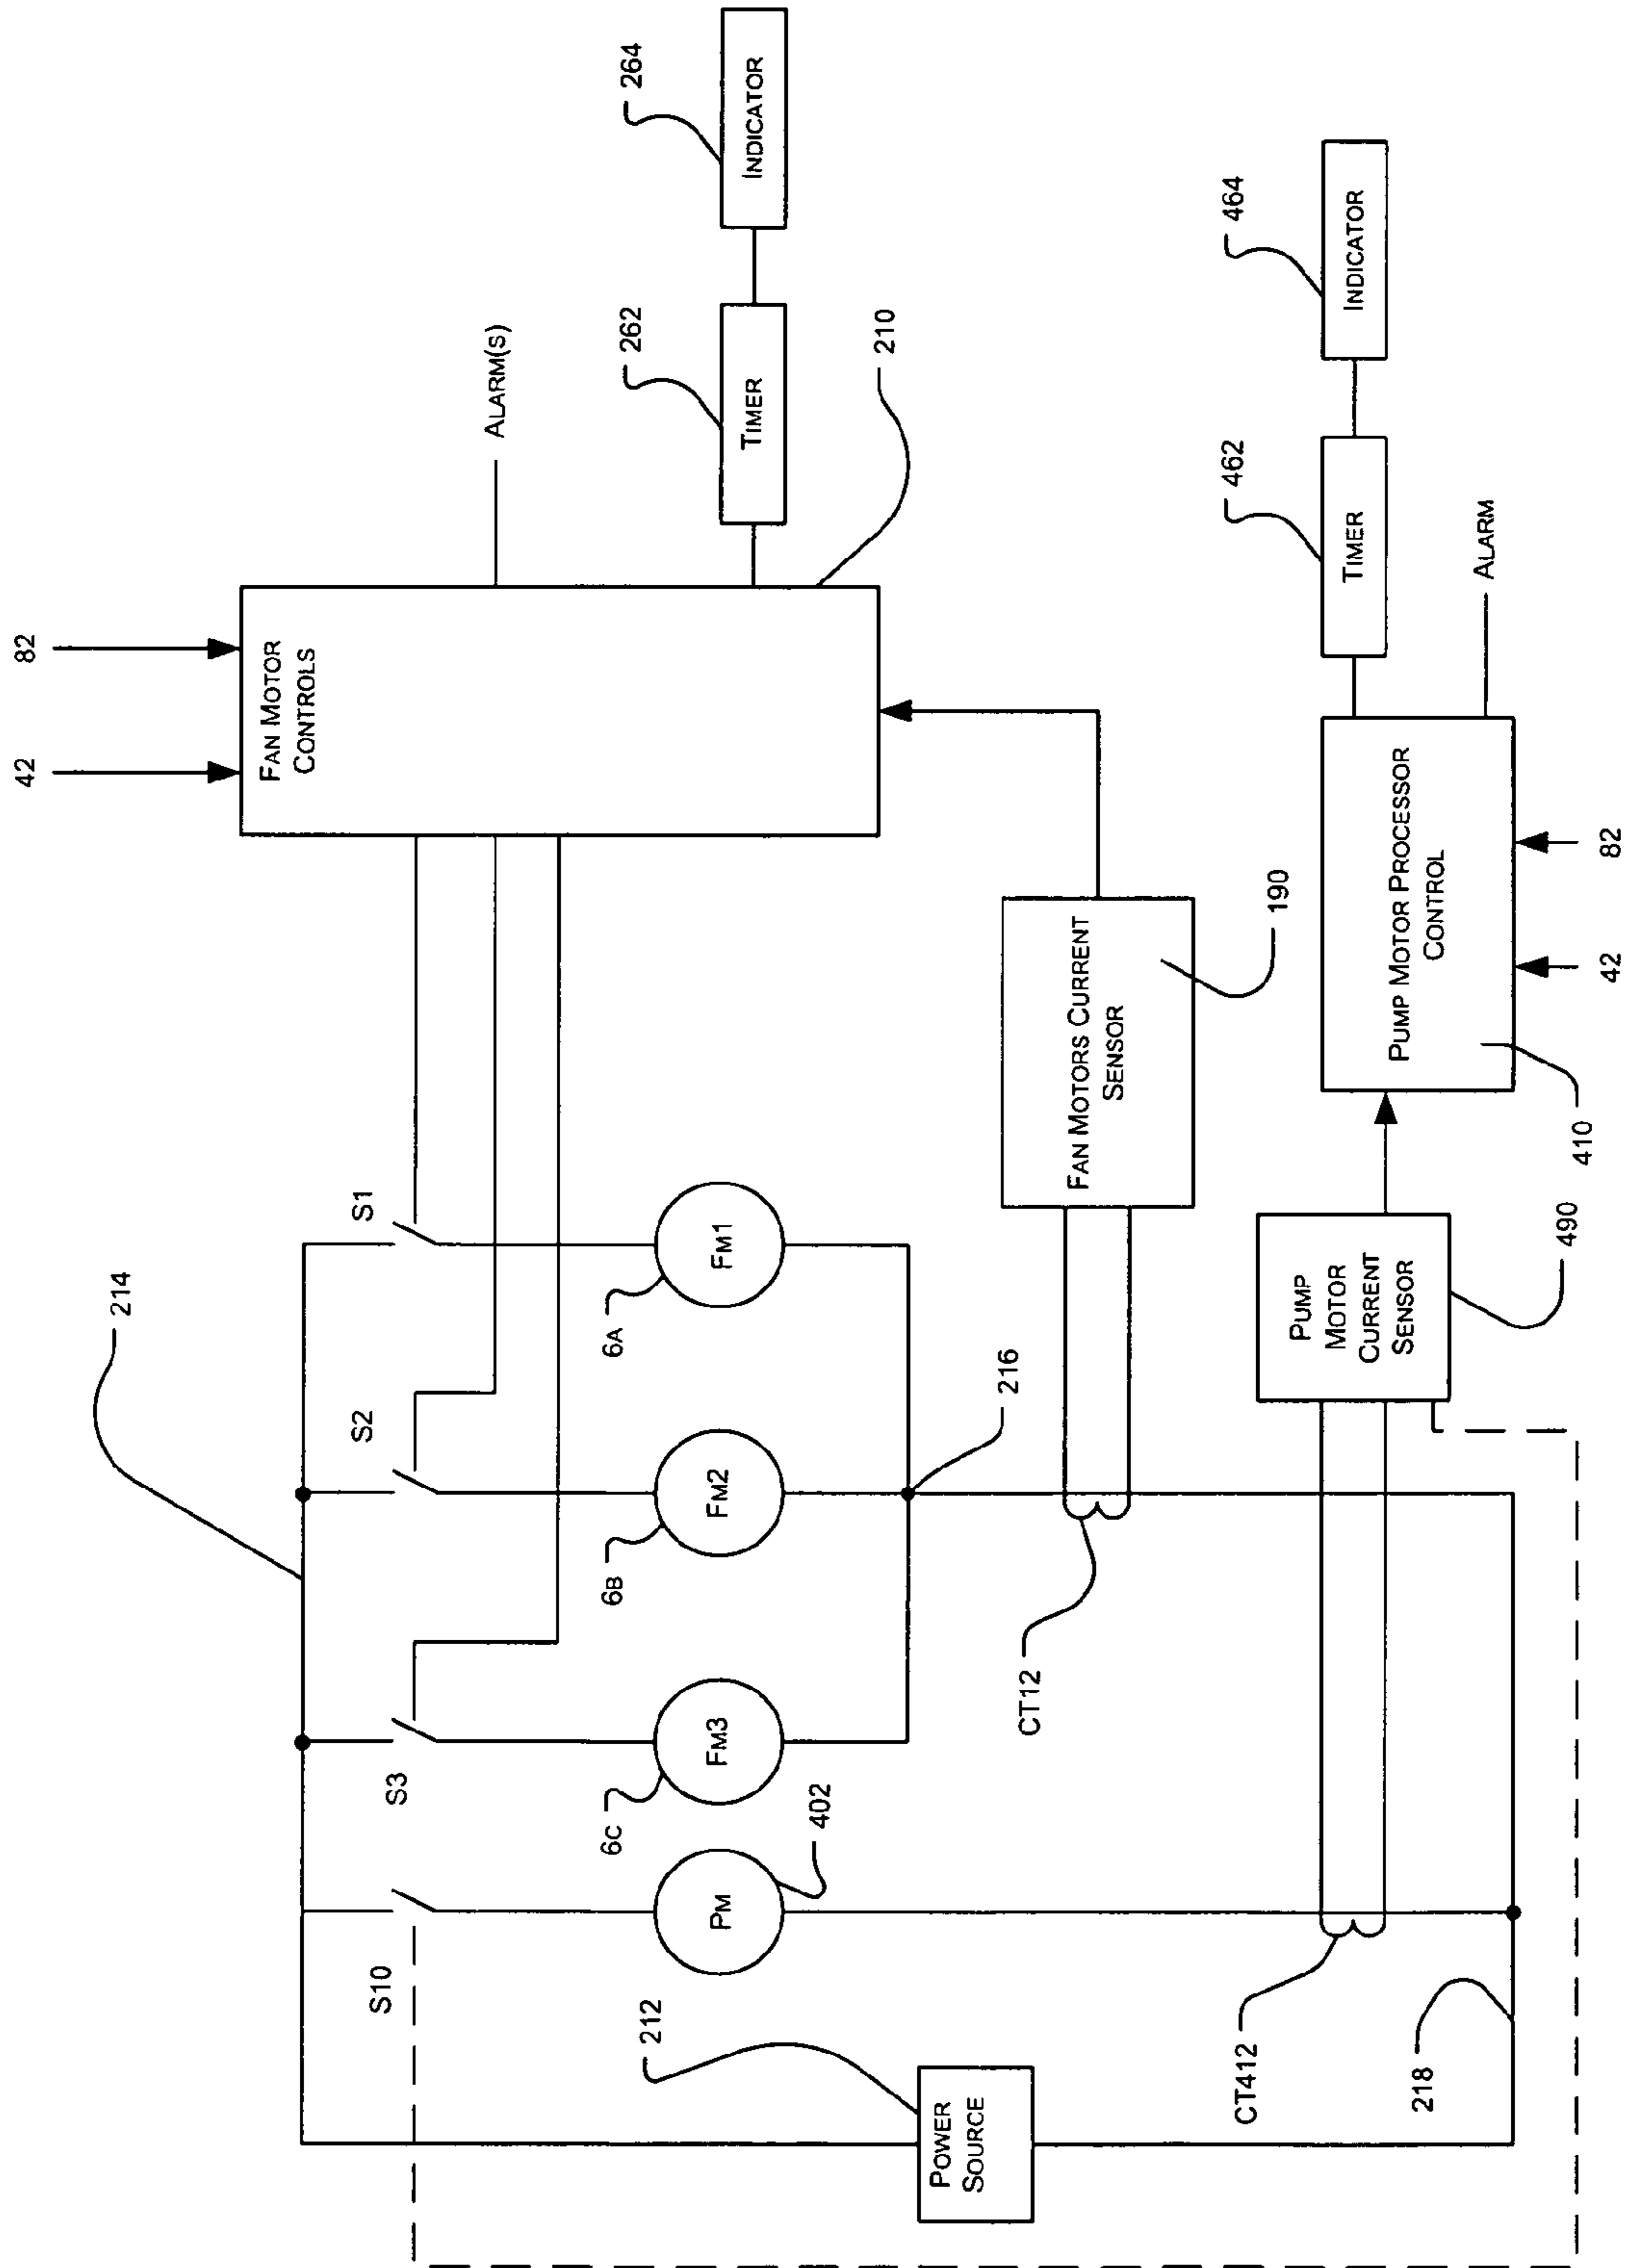 214
S10
S3
S2
S1
42
82
FAN MOTOR
CONTROLS
ALARM(S)
6C
6B
6A
PM
FM3
FM2
FM1
402
212
262
TIMER
264
INDICATOR
210
POWER
SOURCE
216
CT12
FAN MOTORS CURRENT
SENSOR
190
CT412
218
PUMP
MOTOR
CURRENT
SENSOR
490
PUMP MOTOR PROCESSOR
CONTROL
410
42
82
462
TIMER
464
INDICATOR
ALARM